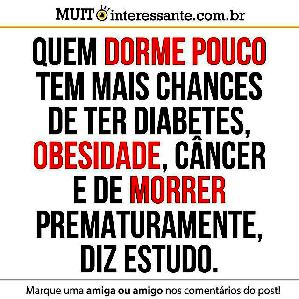 MUITOinteressante.com.br
QUEM DORME POUCO
TEM MAIS CHANCES
DE TER DIABETES,
OBESIDADE, CÂNCER
E DE MORRER
PREMATURAMENTE,
DIZ ESTUDO.
Marque uma amiga ou amigo nos comentários do post!